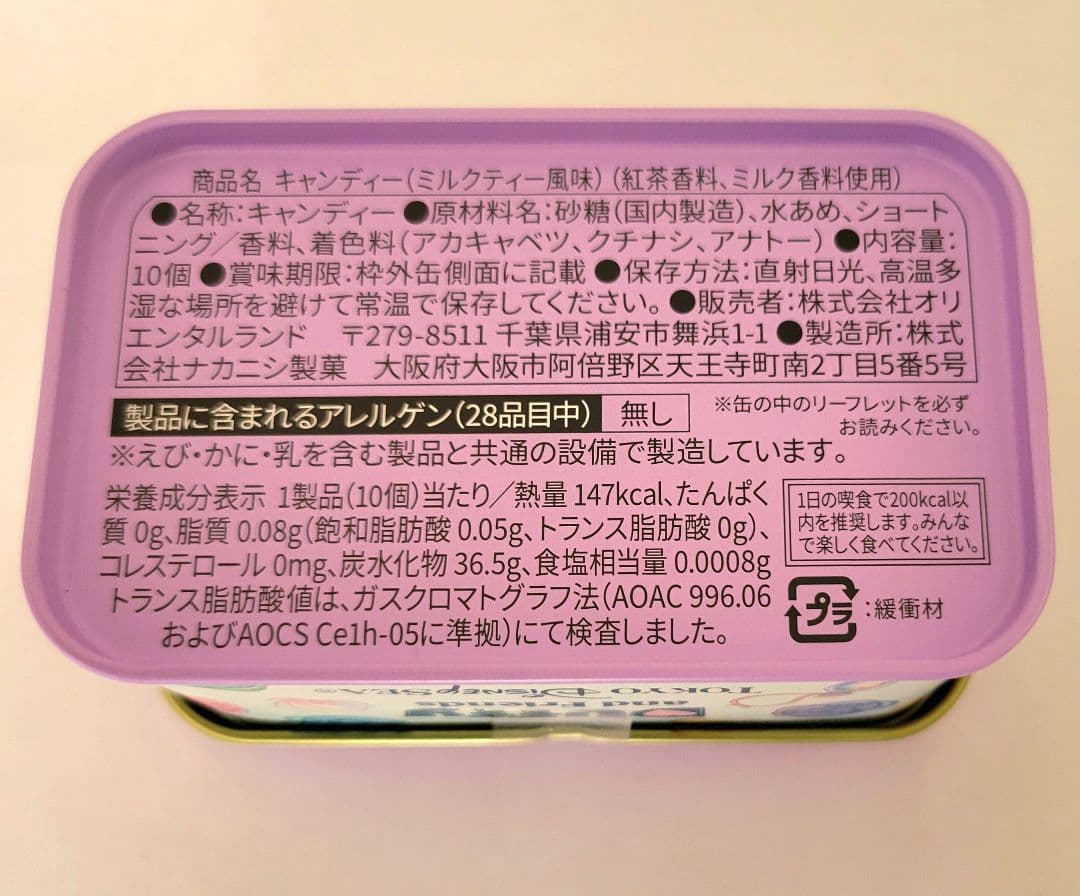 商品名 キャンディー(ミルクティー風味)(紅茶香料、ミルク香料使用)
●名称:キャンディー ●原材料名:砂糖(国内製造)、水あめ、ショート
ニング/香料、着色料(アカキャベツ、クチナシ、アナトー) ●内容量:
10個 ●賞味期限:枠外缶側面に記載 ●保存方法:直射日光、高温多
湿な場所を避けて常温で保存してください。 ●販売者:株式会社オリ
エンタルランド 〒279-8511 千葉県浦安市舞浜1-1 ●製造所:株式
会社ナカニシ製菓 大阪府大阪市阿倍野区天王寺町南2丁目5番5号
製品に含まれるアレルゲン(28品目中) 無し
※缶の中のリーフレットを必ず
お読みください。
※えび・かに・乳を含む製品と共通の設備で製造しています。
栄養成分表示 1製品(10個)当たり/熱量 147kcal、たんぱく
質 0g、脂質 0.08g(飽和脂肪酸 0.05g、トランス脂肪酸 0g)、
コレステロール 0mg、炭水化物 36.5g、食塩相当量 0.0008g
トランス脂肪酸値は、ガスクロマトグラフ法(AOAC 996.06
およびAOCS Ce1h-05に準拠)にて検査しました。
1日の喫食で200kcal以
内を推奨します。みんな
で楽しく食べてください。
プラ:緩衝材
and Friends
TOKYO DISNEYSEA®